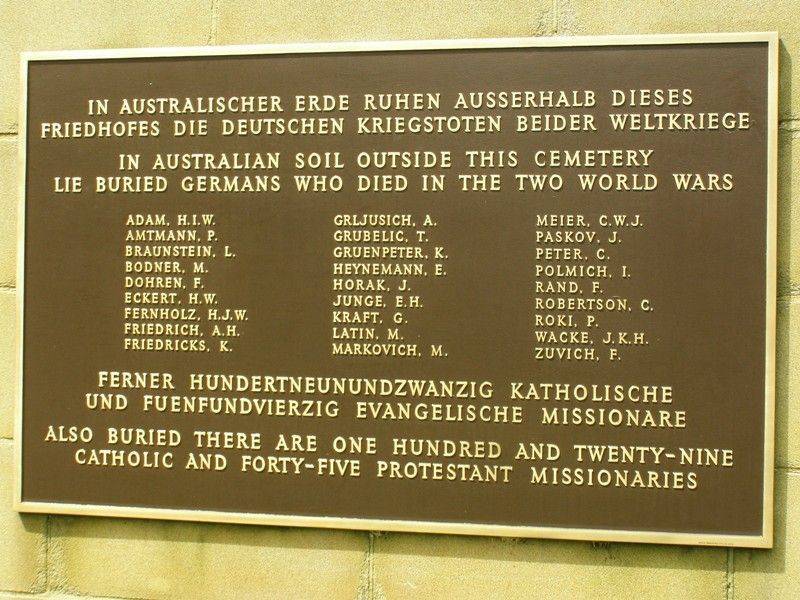 IN AUSTRALISCHER ERDE RUHEN AUSSERHALB DIESES
FRIEDHOFES DIE DEUTSCHEN KRIEGSTOTEN BEIDER WELTKRIEGE
IN AUSTRALIAN SOIL OUTSIDE THIS CEMETERY
LIE BURIED GERMANS WHO DIED IN THE TWO WORLD WARS
ADAM, H.I.W.
AMTMANN, P.
BRAUNSTEIN, L.
BODNER, M.
DOHREN, F.
ECKERT, H.W.
FERNHOLZ, H.J.W.
FRIEDRICH, A.H.
FRIEDRICKS, K.
GRLJUSICH, A.
GRUBELIC, T.
GRUENPETER, K.
HEYNEMANN, E.
HORAK, J.
JUNGE, E.H.
KRAFT, G.
LATIN, M.
MARKOVICH, M.
MEIER, C.W.J.
PASKOV, J.
PETER, C.
POLMICH, I.
RAND, F.
ROBERTSON, C.
ROKI, P.
WACKE, J.K.H.
ZUVICH, F.
FERNER HUNDERTNEUNUNDZWANZIG KATHOLISCHE
UND FUENFUNDVIERZIG EVANGELISCHE MISSIONARE
ALSO BURIED THERE ARE ONE HUNDRED AND TWENTY-NINE
CATHOLIC AND FORTY-FIVE PROTESTANT MISSIONARIES